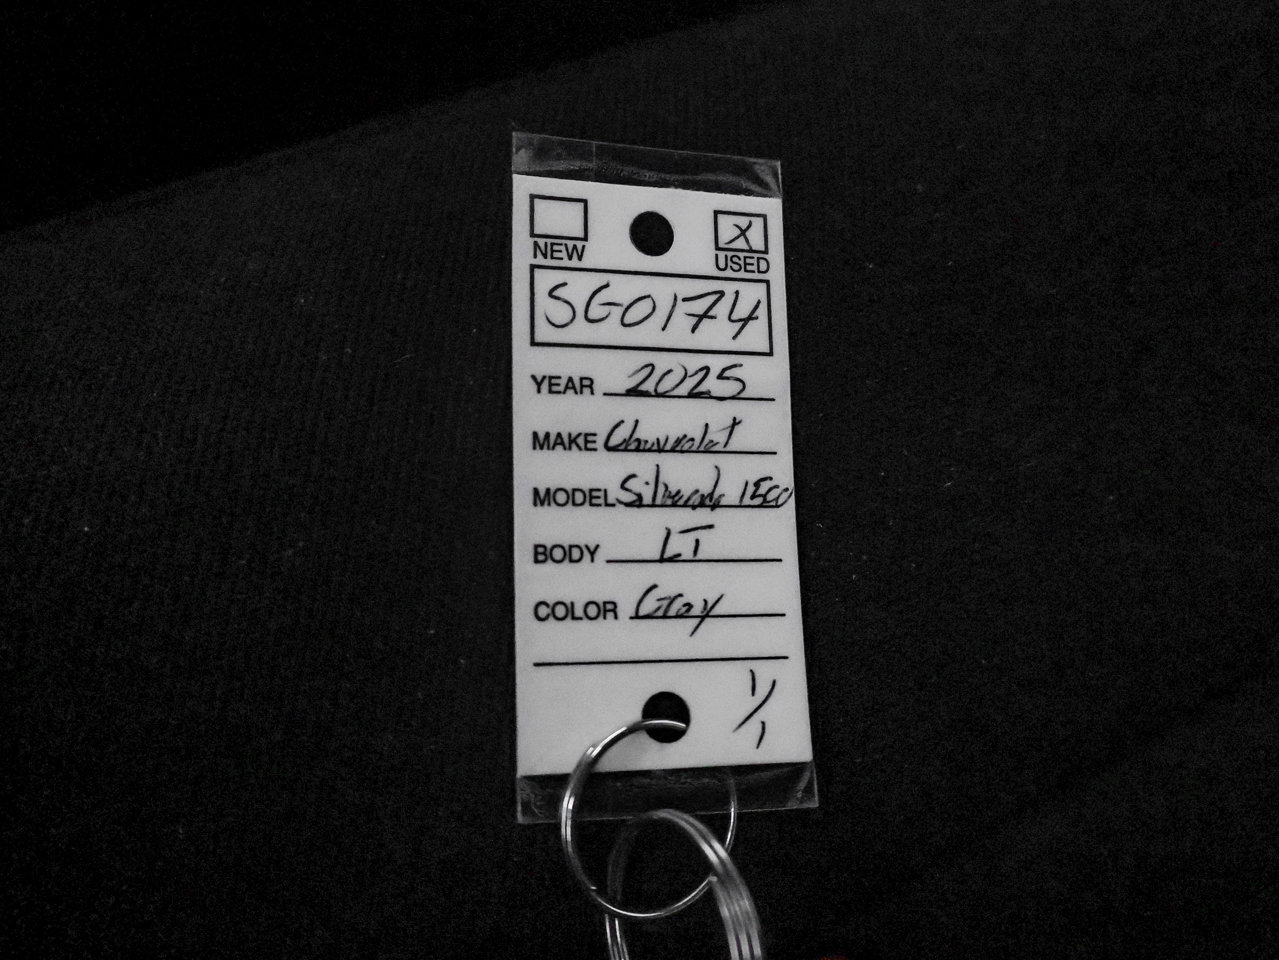 X
NEW USED
SG0174
YEAR 2025
MAKE Chevrolet
MODEL Silverado 1500
BODY LT
COLOR Gray
1/1